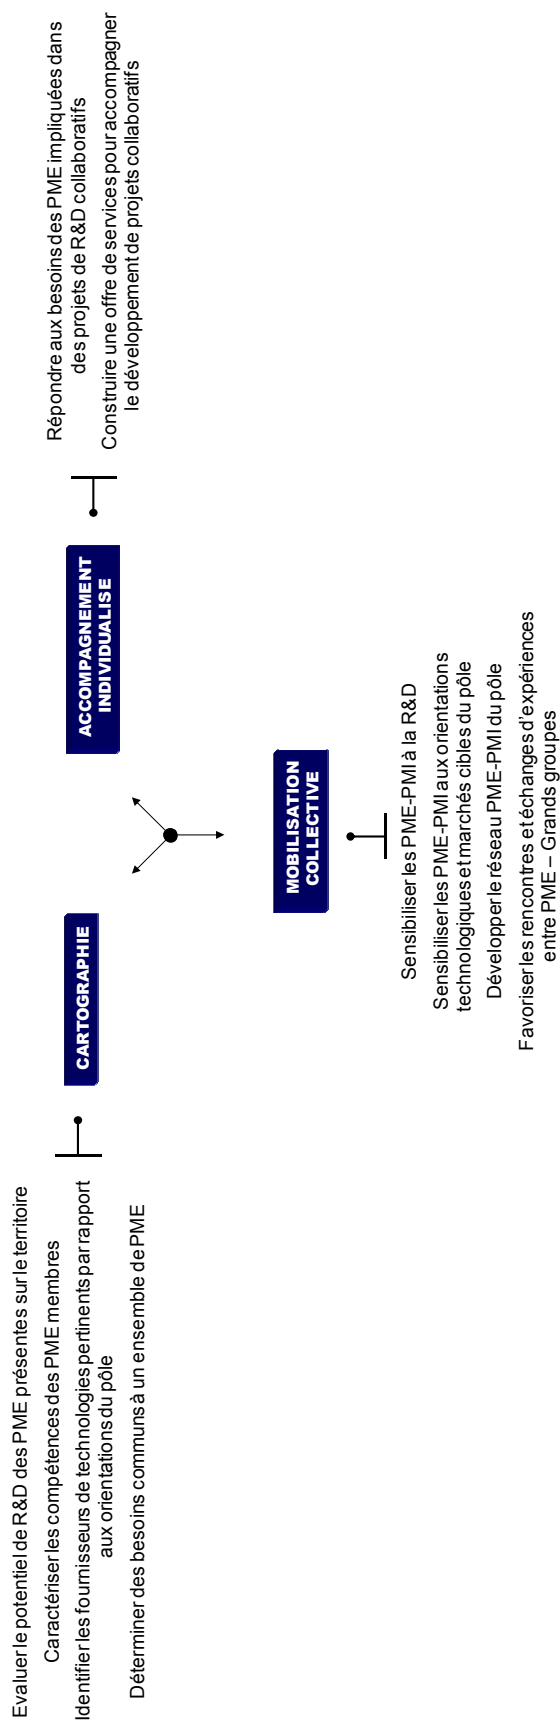 Evaluer le potentiel de R&D des PME présentes sur le territoire
Caractériser les compétences des PME membres
Identifier les fournisseurs de technologies pertinents par rapport
aux orientations du pôle
Déterminer des besoins communs à un ensemble de PME
CARTOGRAPHIE
ACCOMPAGNEMENT
INDIVIDUALISE
Répondre aux besoins des PME impliquées dans
des projets de R&D collaboratifs
Construire une offre de services pour accompagner
le développement de projets collaboratifs
MOBILISATION
COLLECTIVE
Sensibiliser les PME-PMI à la R&D
Sensibiliser les PME-PMI aux orientations
technologiques et marchés cibles du pôle
Développer le réseau PME-PMI du pôle
Favoriser les rencontres et échanges d'expériences
entre PME – Grands groupes